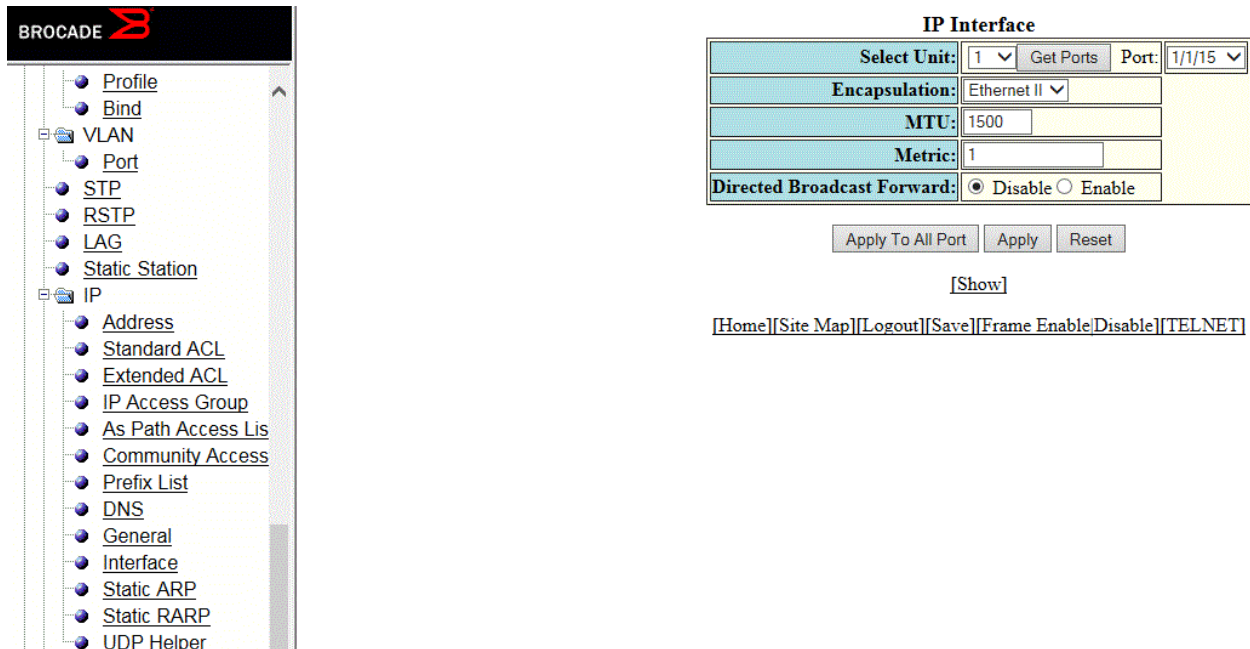 BROCADE
Profile
Bind
VLAN
Port
STP
RSTP
LAG
Static Station
IP
Address
Standard ACL
Extended ACL
IP Access Group
As Path Access Lis
Community Access
Prefix List
DNS
General
Interface
Static ARP
Static RARP
UDP Helper
IP Interface
Select Unit: 1 Get Ports Port: 1/1/15
Encapsulation: Ethernet II
MTU: 1500
Metric: 1
Directed Broadcast Forward: Disable Enable
Apply To All Port Apply Reset
[Show]
[Home][Site Map][Logout][Save][Frame Enable|Disable][TELNET]